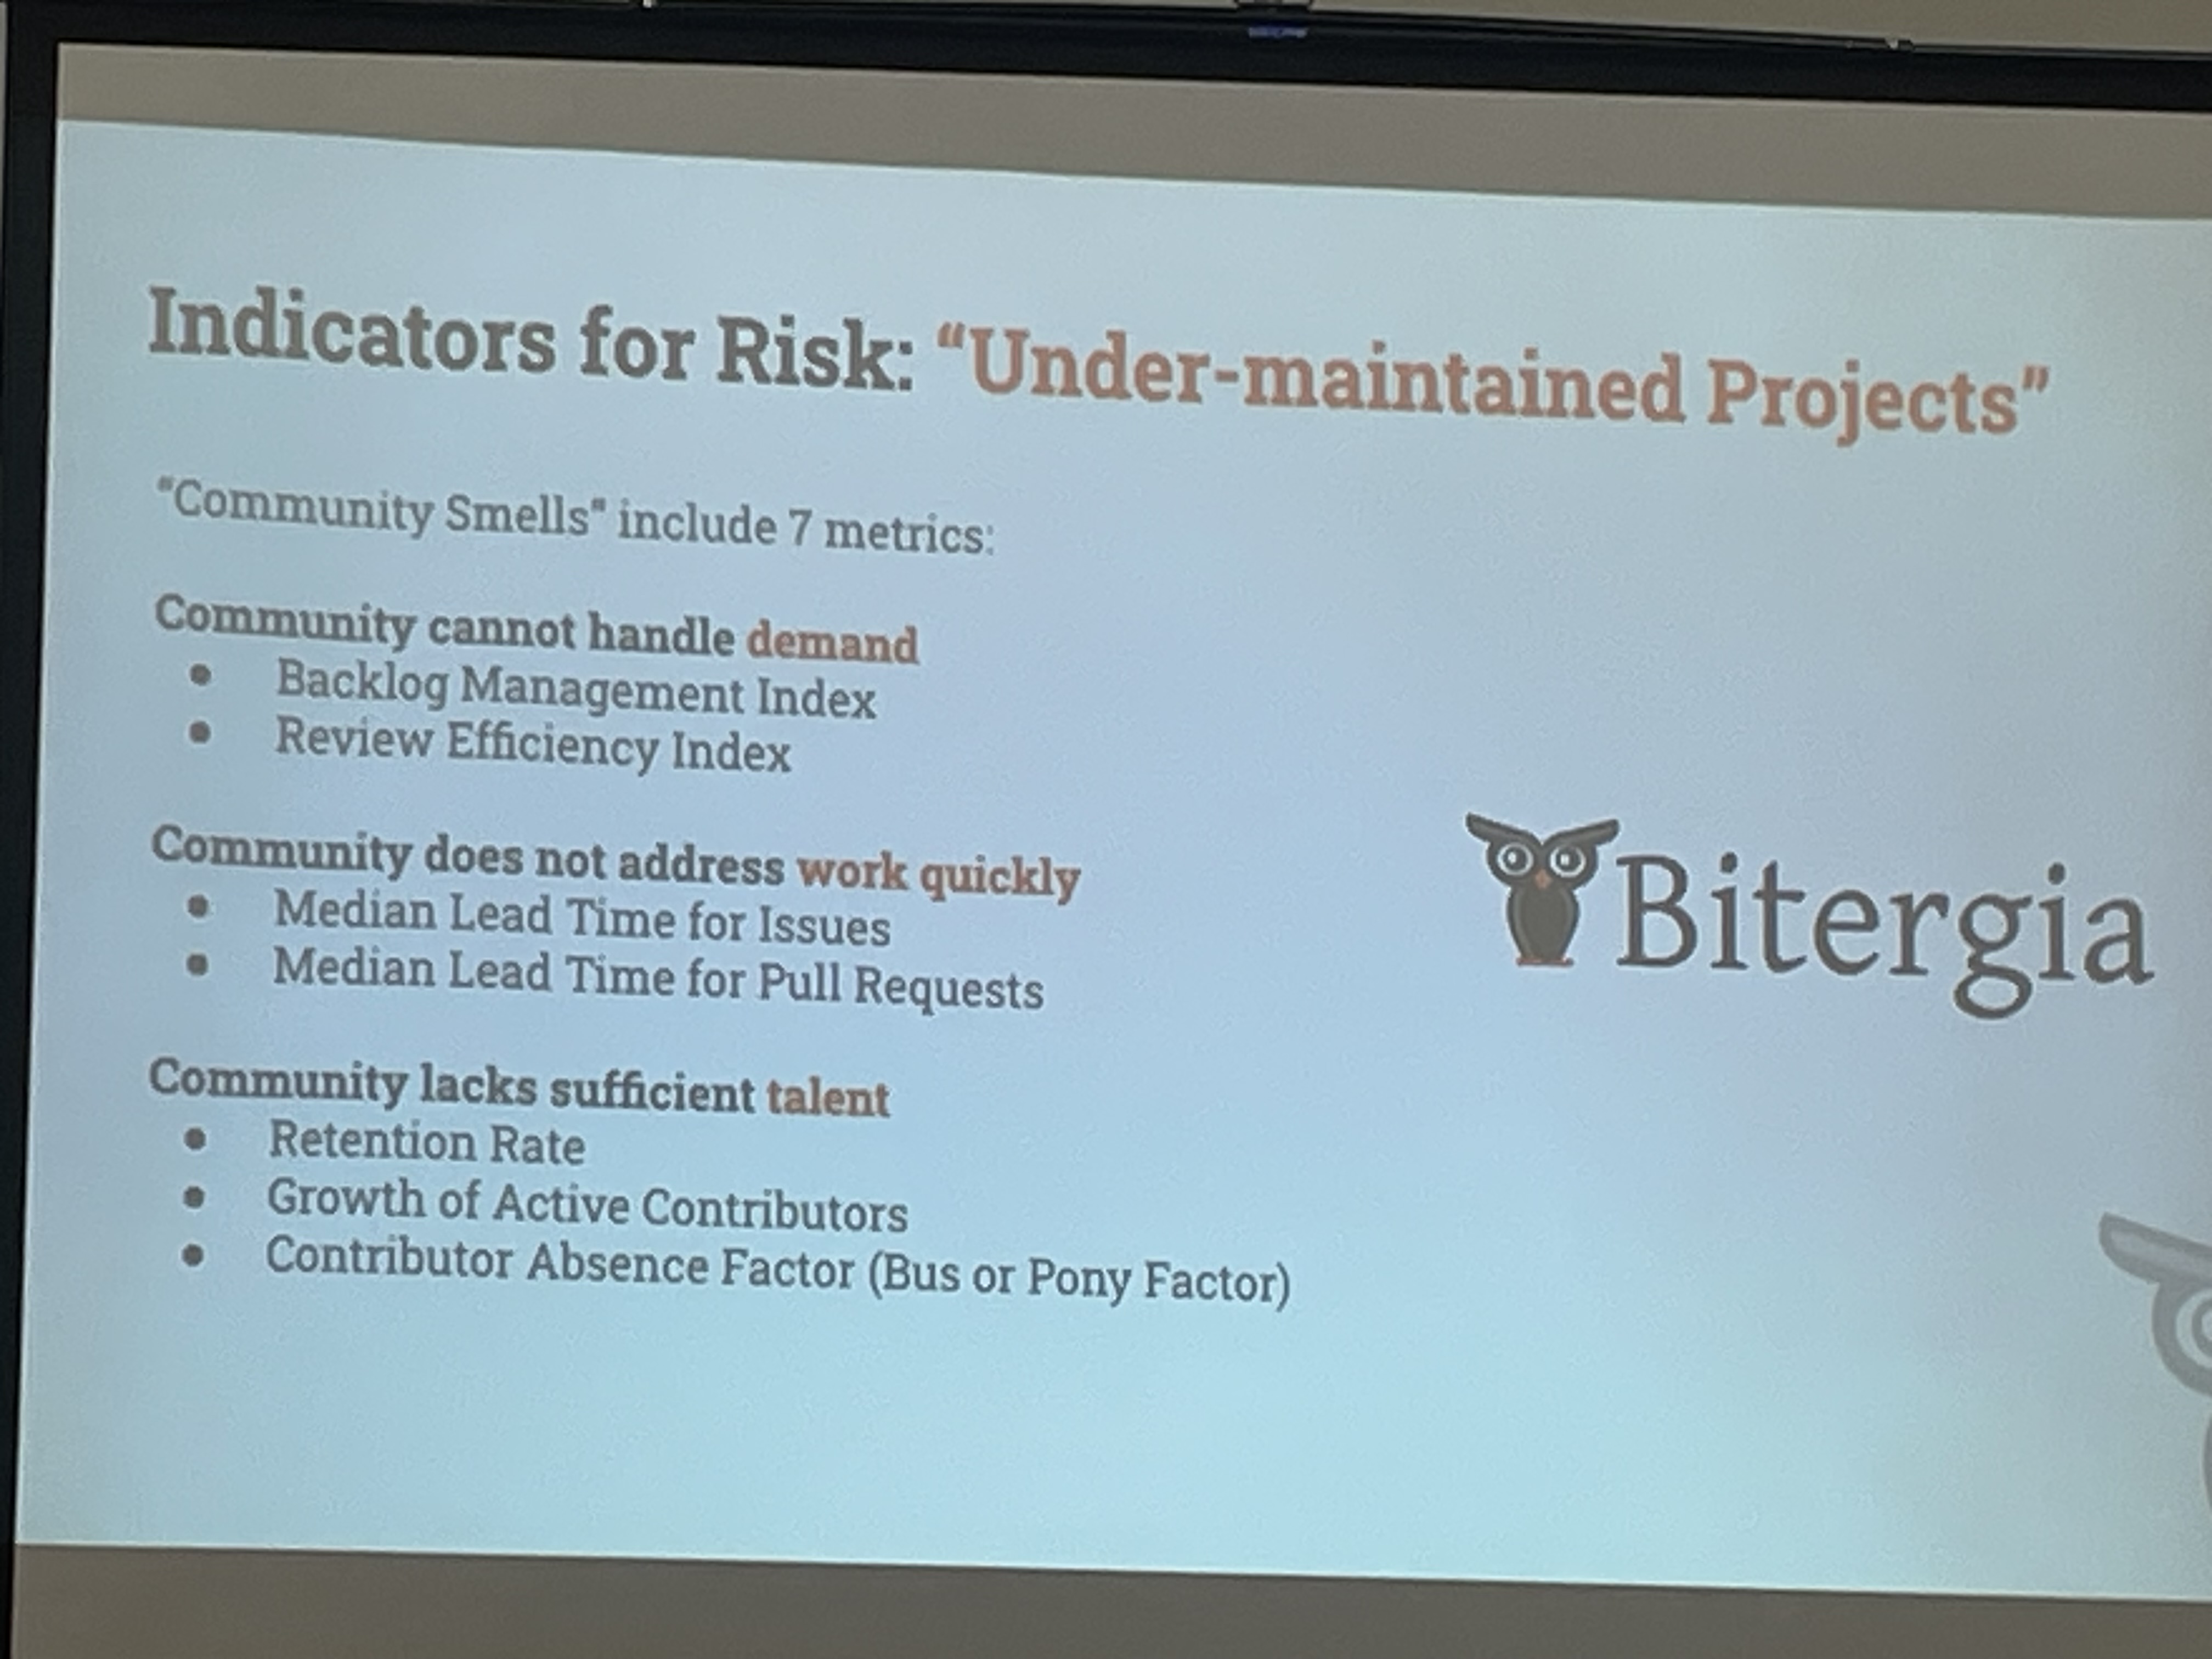 Indicators for Risk: “Under-maintained Projects”
“Community Smells” include 7 metrics:
Community cannot handle demand
● Backlog Management Index
● Review Efficiency Index
Community does not address work quickly
● Median Lead Time for Issues
● Median Lead Time for Pull Requests
Bitergia
Community lacks sufficient talent
● Retention Rate
● Growth of Active Contributors
● Contributor Absence Factor (Bus or Pony Factor)